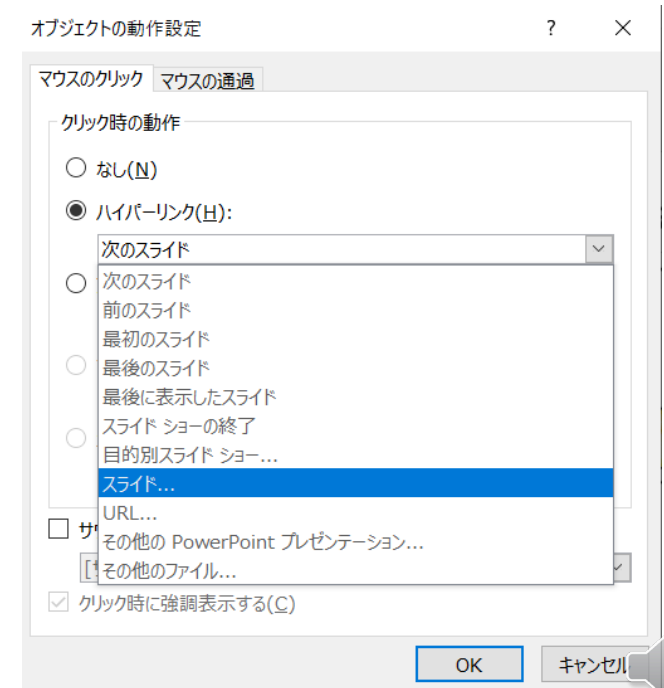 オブジェクトの動作設定 ?
マウスのクリック マウスの通過
クリック時の動作
なし(N)
ハイパーリンク(H):
次のスライド
次のスライド
前のスライド
最初のスライド
最後のスライド
最後に表示したスライド
スライド ショーの終了
目的別スライド ショー...
スライド...
URL...
その他の PowerPoint プレゼンテーション...
その他のファイル...
クリック時に強調表示する(C)
OK キャンセル